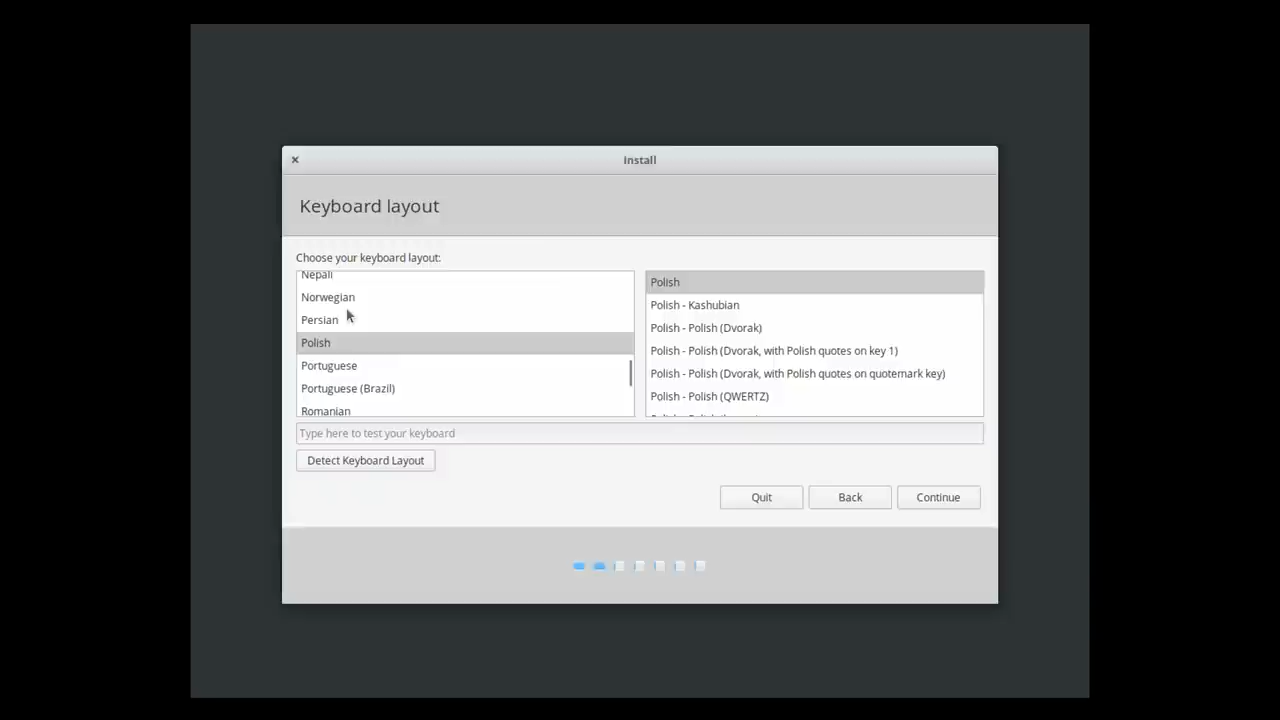 Install
Keyboard layout
Choose your keyboard layout:
Nepali
Norwegian
Persian
Polish
Portuguese
Portuguese (Brazil)
Romanian
Polish
Polish - Kashubian
Polish - Polish (Dvorak)
Polish - Polish (Dvorak, with Polish quotes on key 1)
Polish - Polish (Dvorak, with Polish quotes on quotemark key)
Polish - Polish (QWERTZ)
Type here to test your keyboard
Detect Keyboard Layout
Quit
Back
Continue